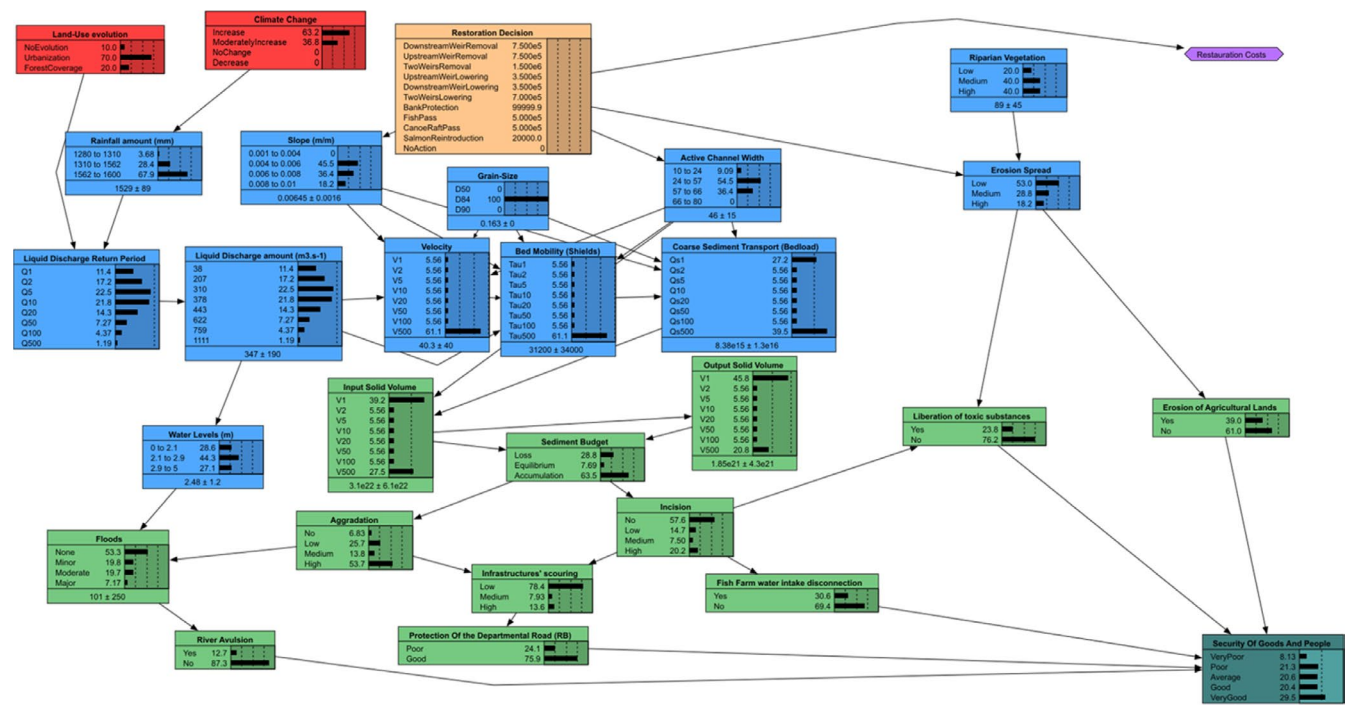 Land-Use evolution
NoEvolution 10.0
Urbanization 70.0
ForestCoverage 20.0
Climate Change
Increase 63.2
ModeratelyIncrease 36.8
NoChange 0
Decrease 0
Restoration Decision
DownstreamWeirRemoval 7.500e5
UpstreamWeirRemoval 7.500e5
TwoWeirsRemoval 1.500e6
UpstreamWeirLowering 3.500e5
DownstreamWeirLowering 3.500e5
TwoWeirsLowering 7.000e5
BankProtection 99999.9
FishPass 5.000e5
CanoeRaftPass 5.000e5
SalmonReintroduction 20000.0
NoAction 0
Restauration Costs
Riparian Vegetation
Low 20.0
Medium 40.0
High 40.0
89 ± 45
Rainfall amount (mm)
1280 to 1310 3.68
1310 to 1562 28.4
1562 to 1600 67.9
1529 ± 89
Slope (m/m)
0.001 to 0.004 0
0.004 to 0.006 45.5
0.006 to 0.008 36.4
0.008 to 0.01 18.2
0.00645 ± 0.0016
Grain-Size
D50 0
D84 100
D90 0
0.163 ± 0
Active Channel Width
10 to 24 9.09
24 to 57 54.5
57 to 66 36.4
66 to 80 0
46 ± 15
Erosion Spread
Low 53.0
Medium 28.8
High 18.2
Liquid Discharge Return Period
Q1 11.4
Q2 17.2
Q5 22.5
Q10 21.8
Q20 14.3
Q50 7.27
Q100 4.37
Q500 1.19
Liquid Discharge amount (m3.s-1)
38 11.4
207 17.2
310 22.5
378 21.8
443 14.3
622 7.27
759 4.37
1111 1.19
347 ± 190
Velocity
V1 5.56
V2 5.56
V5 5.56
V10 5.56
V20 5.56
V50 5.56
V100 5.56
V500 61.1
40.3 ± 40
Bed Mobility (Shields)
Tau1 5.56
Tau2 5.56
Tau5 5.56
Tau10 5.56
Tau20 5.56
Tau50 5.56
Tau100 5.56
Tau500 61.1
31200 ± 34000
Coarse Sediment Transport (Bedload)
Qs1 27.2
Qs2 5.56
Qs5 5.56
Q10 5.56
Qs20 5.56
Qs50 5.56
Qs100 5.56
Qs500 39.5
8.38e15 ± 1.3e16
Input Solid Volume
V1 39.2
V2 5.56
V5 5.56
V10 5.56
V20 5.56
V50 5.56
V100 5.56
V500 27.5
3.1e22 ± 6.1e22
Output Solid Volume
V1 45.8
V2 5.56
V5 5.56
V10 5.56
V20 5.56
V50 5.56
V100 5.56
V500 20.8
1.85e21 ± 4.3e21
Liberation of toxic substances
Yes 23.8
No 76.2
Erosion of Agricultural Lands
Yes 39.0
No 61.0
Water Levels (m)
0 to 2.1 28.6
2.1 to 2.9 44.3
2.9 to 5 27.1
2.48 ± 1.2
Sediment Budget
Loss 28.8
Equilibrium 7.69
Accumulation 63.5
Aggradation
No 6.83
Low 25.7
Medium 13.8
High 53.7
Incision
No 57.6
Low 14.7
Medium 7.50
High 20.2
Floods
None 53.3
Minor 19.8
Moderate 19.7
Major 7.17
101 ± 250
Infrastructures' scouring
Low 78.4
Medium 7.93
High 13.6
Fish Farm water intake disconnection
Yes 30.6
No 69.4
River Avulsion
Yes 12.7
No 87.3
Protection Of the Departmental Road (RB)
Poor 24.1
Good 75.9
Security Of Goods And People
VeryPoor 8.13
Poor 21.3
Average 20.6
Good 20.4
VeryGood 29.5